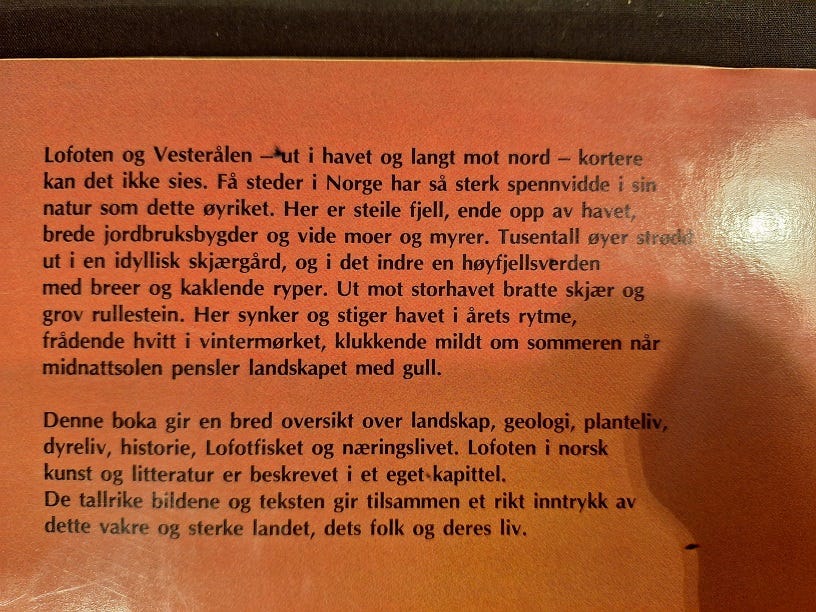 Lofoten og Vesterålen – ut i havet og langt mot nord – kortere
kan det ikke sies. Få steder i Norge har så sterk spennvidde i sin
natur som dette øyriket. Her er steile fjell, ende opp av havet,
brede jordbruksbygder og vide moer og myrer. Tusentall øyer strødd
ut i en idyllisk skjærgård, og i det indre en høyfjellsverden
med breer og kaklende ryper. Ut mot storhavet bratte skjær og
grov rullestein. Her synker og stiger havet i årets rytme,
frådende hvitt i vintermørket, klukkende mildt om sommeren når
midnattsolen pensler landskapet med gull.

Denne boka gir en bred oversikt over landskap, geologi, planteliv,
dyreliv, historie, Lofotfisket og næringslivet. Lofoten i norsk
kunst og litteratur er beskrevet i et eget kapittel.
De tallrike bildene og teksten gir tilsammen et rikt inntrykk av
dette vakre og sterke landet, dets folk og deres liv.